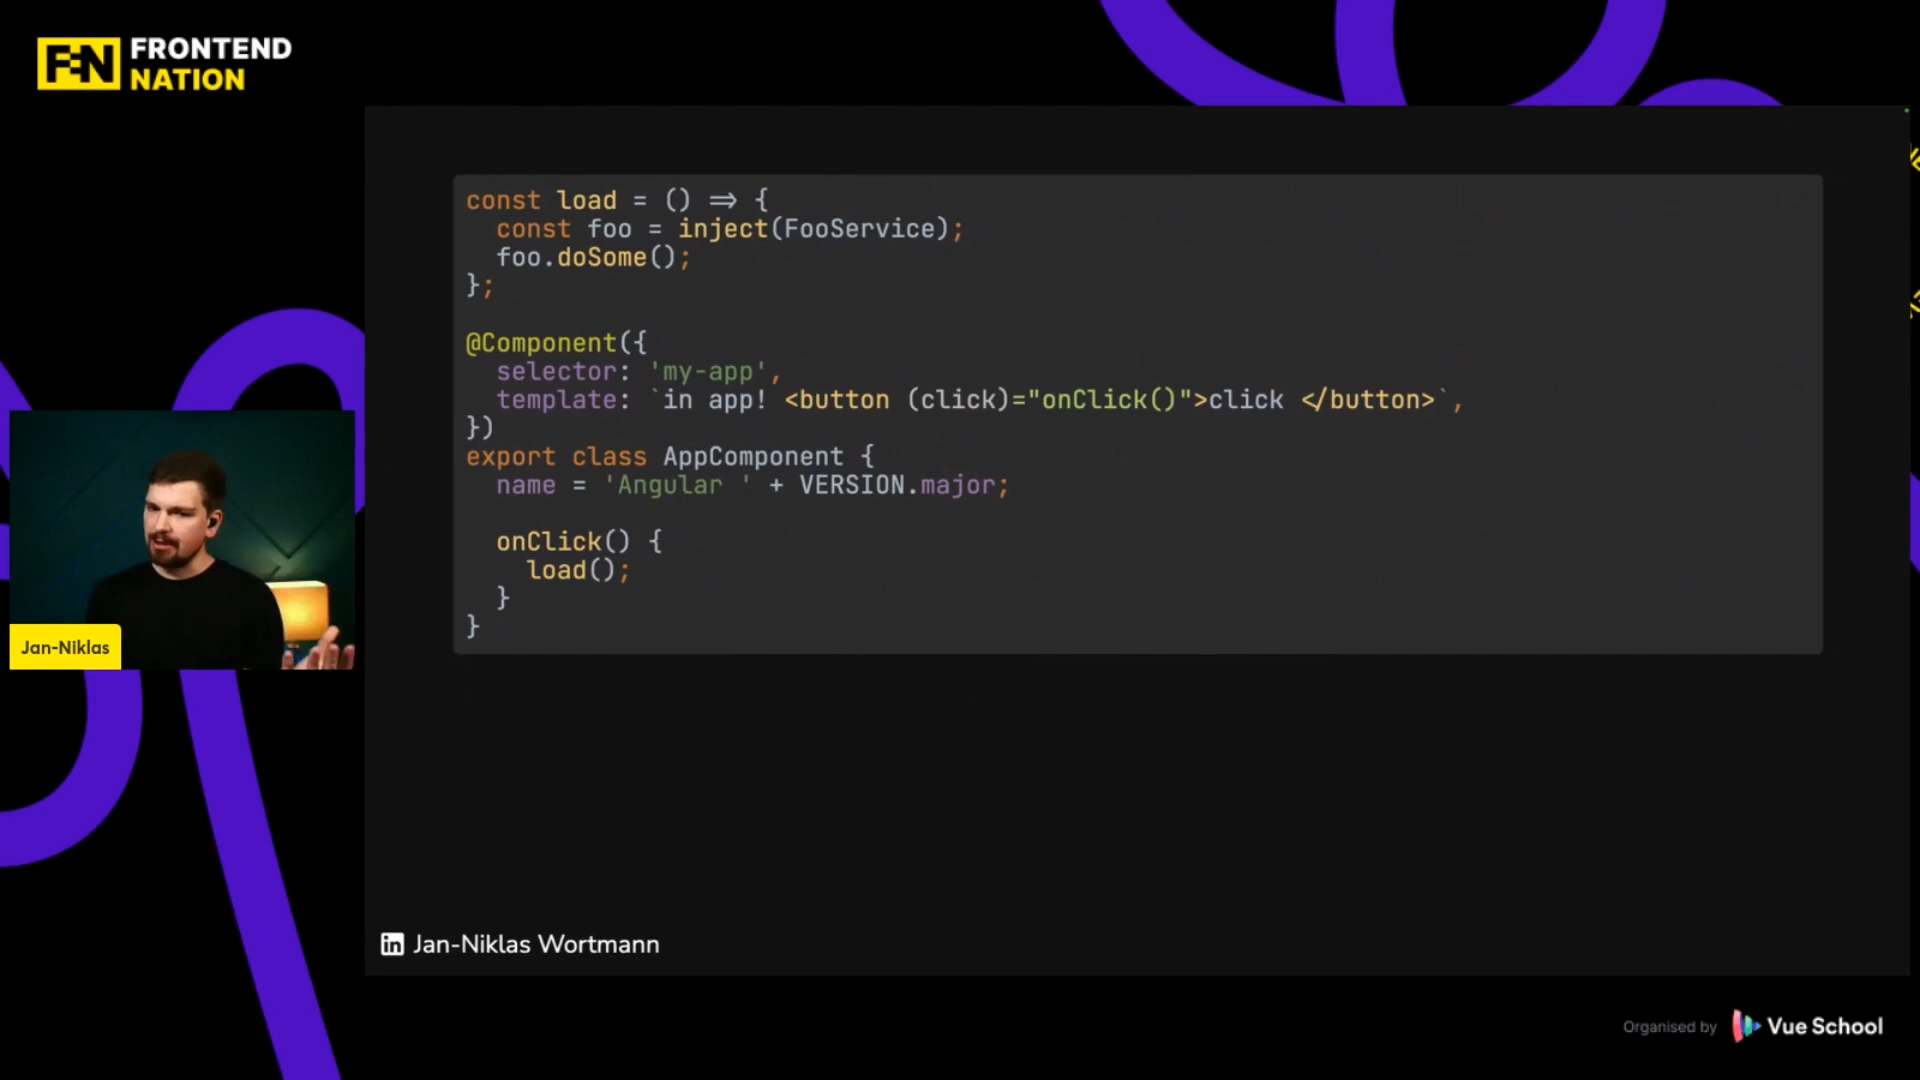 FEN FRONTEND
NATION
const load = () => {
  const foo = inject(FooService);
  foo.doSome();
};

@Component({
  selector: 'my-app',
  template: `in app! <button (click)="onClick()">click </button>`,
})
export class AppComponent {
  name = 'Angular ' + VERSION.major;

  onClick() {
    load();
  }
}
Jan-Niklas
in Jan-Niklas Wortmann
Organised by Vue School